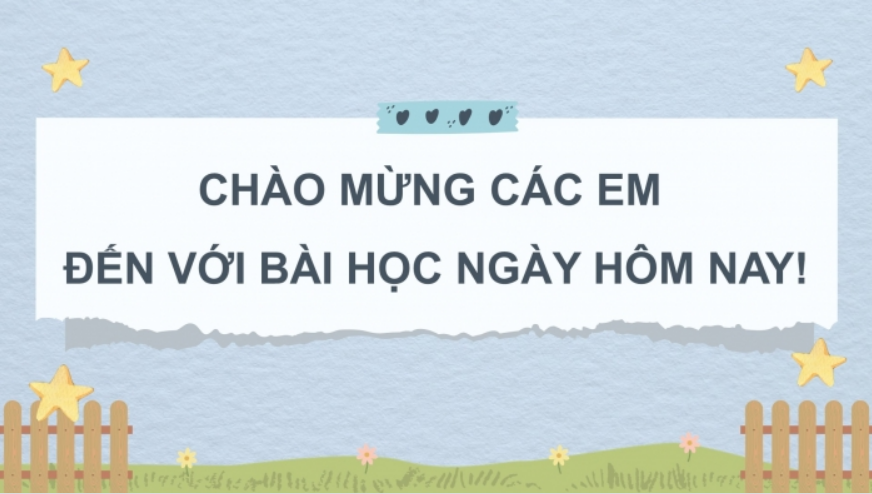 CHÀO MỪNG CÁC EM
ĐẾN VỚI BÀI HỌC NGÀY HÔM NAY!